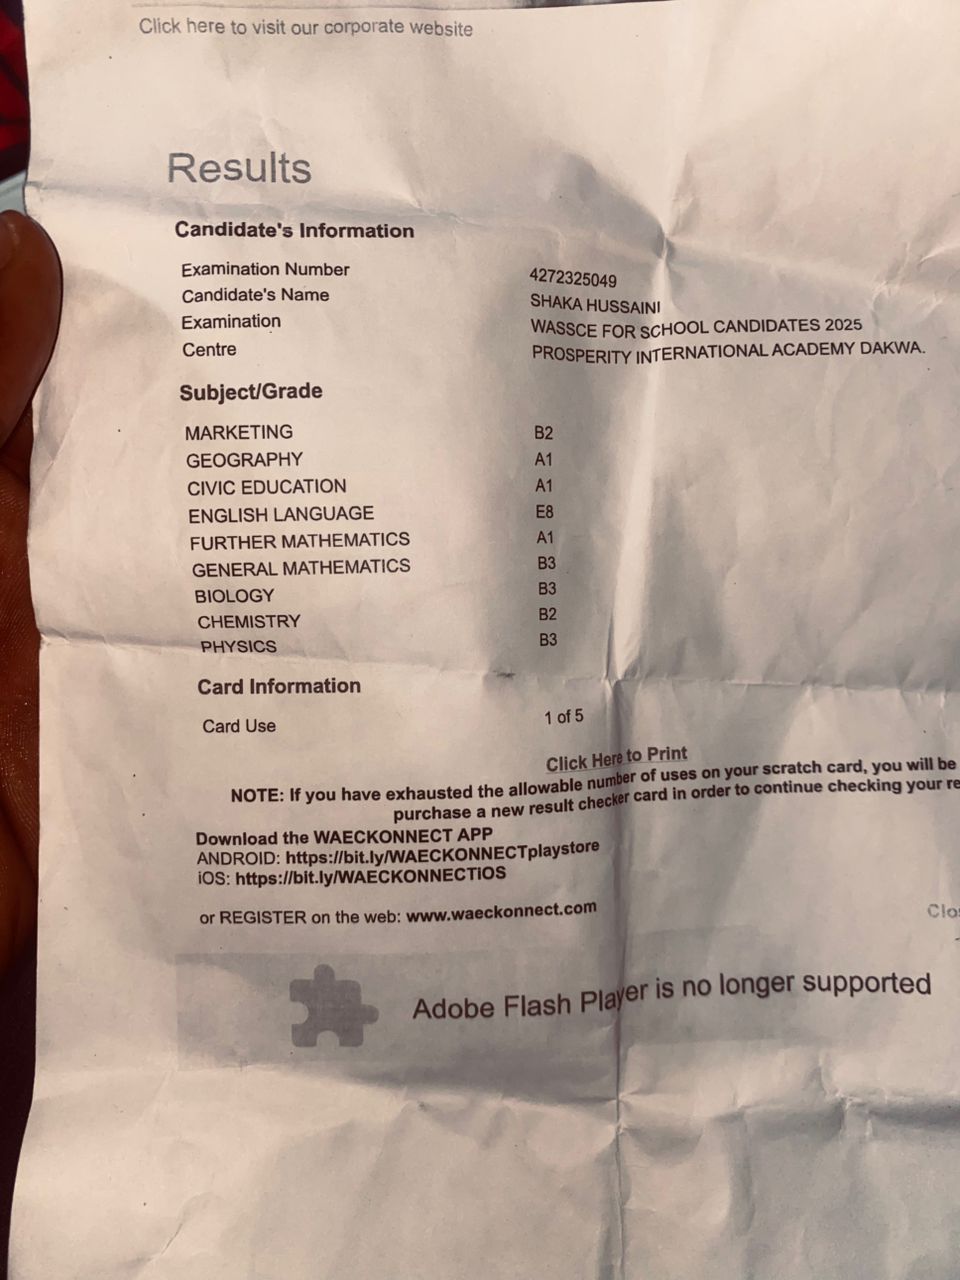 Click here to visit our corporate website
Results
Candidate's Information
Examination Number 4272325049
Candidate's Name SHAKA HUSSAINI
Examination WASSCE FOR SCHOOL CANDIDATES 2025
Centre PROSPERITY INTERNATIONAL ACADEMY DAKWA.
Subject/Grade
MARKETING B2
GEOGRAPHY A1
CIVIC EDUCATION A1
ENGLISH LANGUAGE E8
FURTHER MATHEMATICS A1
GENERAL MATHEMATICS B3
BIOLOGY B3
CHEMISTRY B2
PHYSICS B3
Card Information
Card Use 1 of 5
Click Here to Print
NOTE: If you have exhausted the allowable number of uses on your scratch card, you will be
purchase a new result checker card in order to continue checking your re
Download the WAECKONNECT APP
ANDROID: https://bit.ly/WAECKONNECTplaystore
iOS: https://bit.ly/WAECKONNECTiOS
or REGISTER on the web: www.waeckonnect.com
Clo
Adobe Flash Player is no longer supported